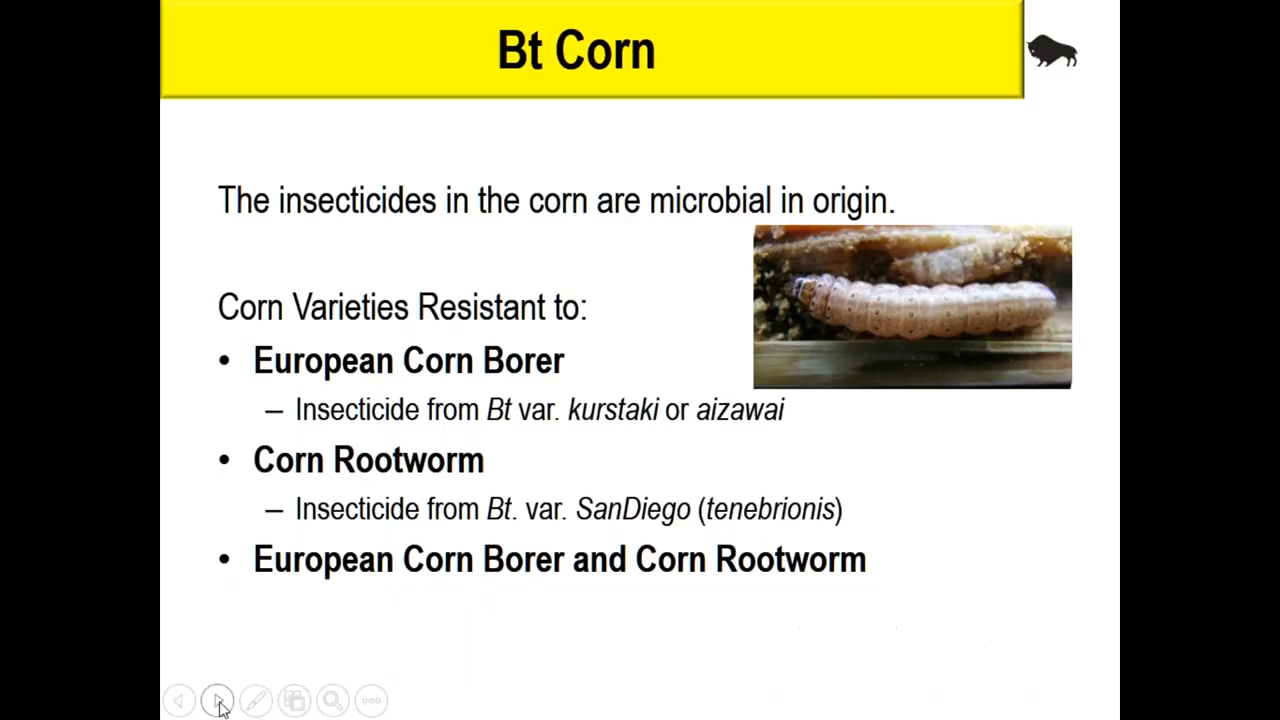 Bt Corn
The insecticides in the corn are microbial in origin.
Corn Varieties Resistant to:
• European Corn Borer
– Insecticide from Bt var. kurstaki or aizawai
• Corn Rootworm
– Insecticide from Bt. var. SanDiego (tenebrionis)
• European Corn Borer and Corn Rootworm